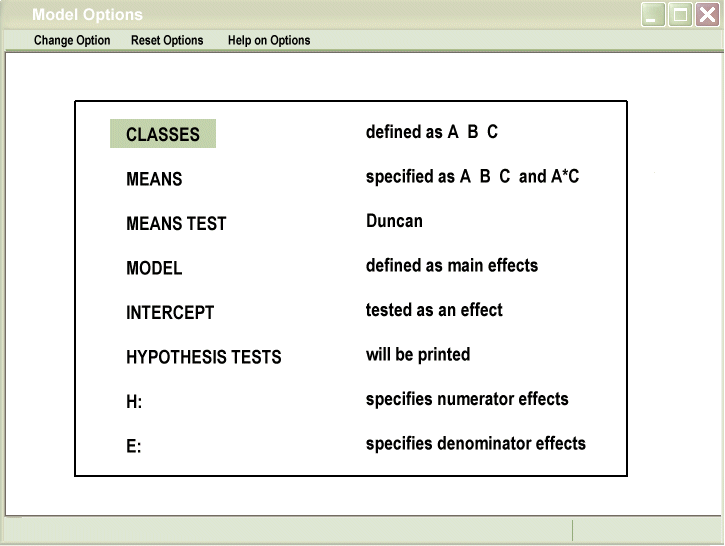 Model Options
Change Option Reset Options Help on Options
CLASSES defined as A B C
MEANS specified as A B C and A*C
MEANS TEST Duncan
MODEL defined as main effects
INTERCEPT tested as an effect
HYPOTHESIS TESTS will be printed
H: specifies numerator effects
E: specifies denominator effects